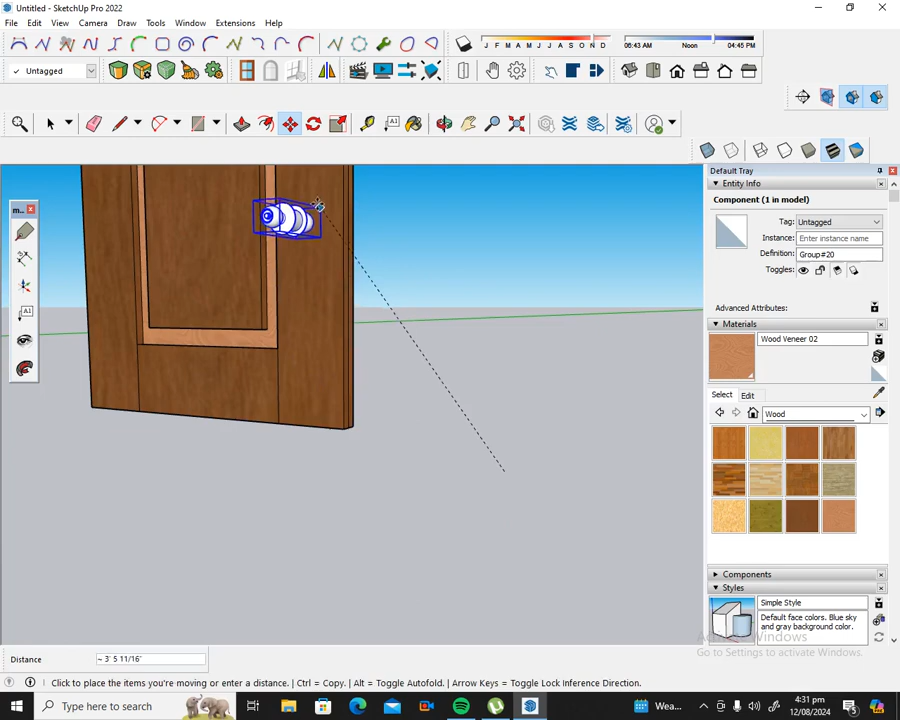 Untitled - SketchUp Pro 2022
File Edit View Camera Draw Tools Window Extensions Help
J F M A M J J A S O N D
06:43 AM Noon 04:45 PM
Untagged
Default Tray
Entity Info
m...
Component (1 in model)
Tag: Untagged
Instance: Enter instance name
Definition: Group#20
Toggles:
Advanced Attributes:
Materials
Wood Veneer 02
Select Edit
Wood
Components
Styles
Simple Style
Default face colors. Blue sky
and gray background color.
Activate Windows
Go to Settings to activate Windows.
Distance ~ 3' 5 11/16"
Click to place the items you're moving or enter a distance. | Ctrl = Copy. | Alt = Toggle Autofold. | Arrow Keys = Toggle Lock Inference Direction.
Type here to search
Wea...
4:31 pm
12/08/2024
5